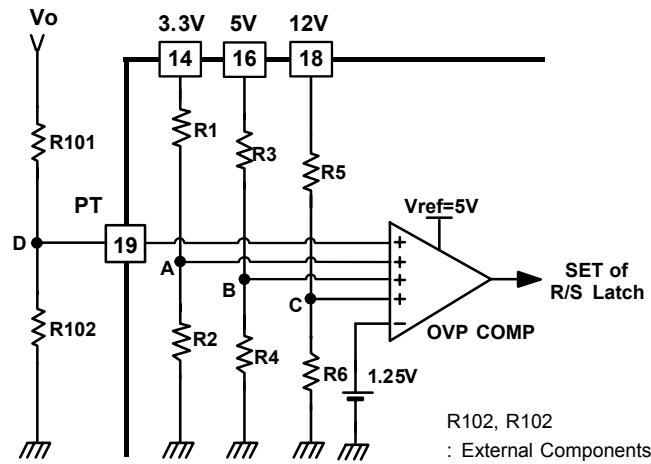 Vo
3.3V 5V 12V
14 16 18
R1
R101
R3
R5
PT
Vref=5V
19
D
+
A
+
B
+
C
+
−
SET of
R/S Latch
OVP COMP
R102
R2
R4
R6
1.25V
R102, R102
: External Components